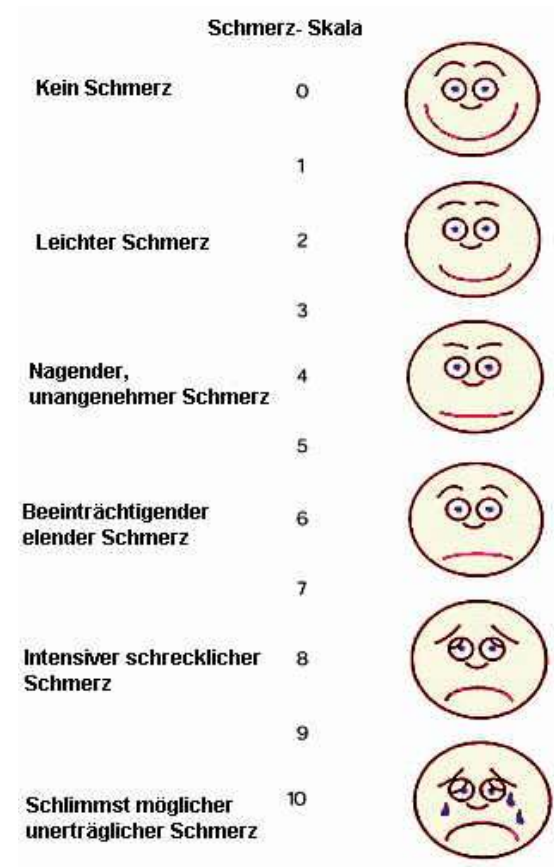 Schmerz- Skala
Kein Schmerz
0
1
Leichter Schmerz
2
3
Nagender,
unangenehmer Schmerz
4
5
Beeinträchtigender
elender Schmerz
6
7
Intensiver schrecklicher
Schmerz
8
9
Schlimmst möglicher
unerträglicher Schmerz
10